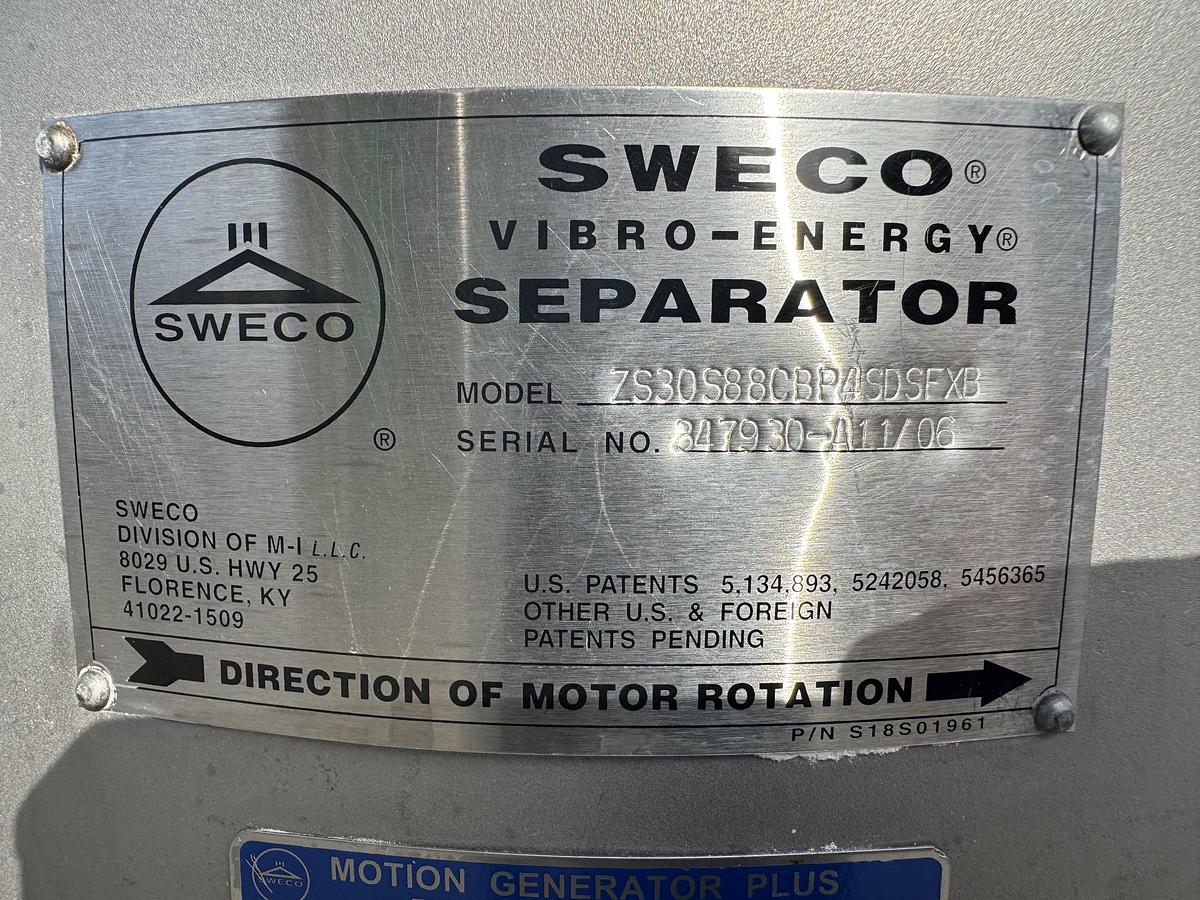 SWECO®
VIBRO-ENERGY®
SEPARATOR
SWECO
®
MODEL ZS30S88CBP4SDSFXB
SERIAL NO. 347930-A11/06
SWECO
DIVISION OF M-I L.L.C.
8029 U.S. HWY 25
FLORENCE, KY
41022-1509
U.S. PATENTS 5,134,893, 5242058, 5456365
OTHER U.S. & FOREIGN
PATENTS PENDING
DIRECTION OF MOTOR ROTATION
P/N S18S01961
SWECO
MOTION GENERATOR PLUS